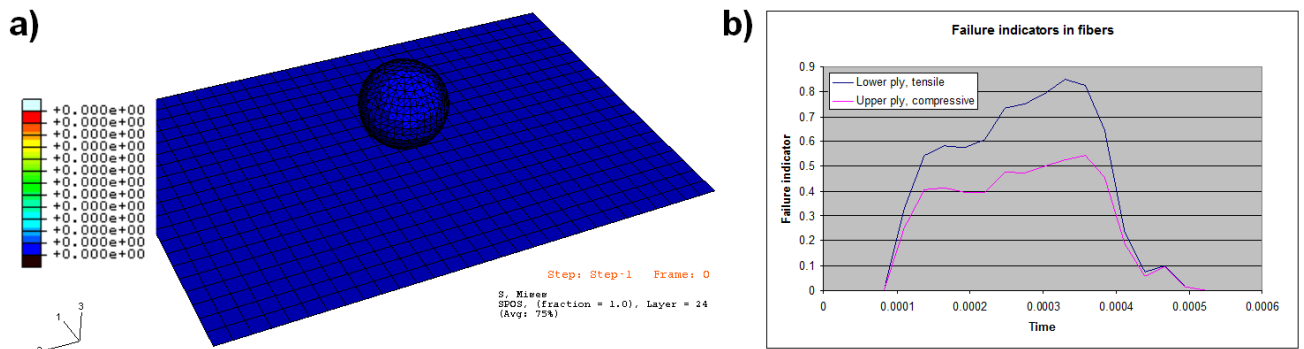 a)
+0.000e+00
+0.000e+00
+0.000e+00
+0.000e+00
+0.000e+00
+0.000e+00
+0.000e+00
+0.000e+00
+0.000e+00
+0.000e+00
+0.000e+00
+0.000e+00
+0.000e+00
3
1
Step: Step-1 Frame: 0
S, Mises
SPOS, (fraction = 1.0), Layer = 24
(Avg: 75%)
b)
Failure indicators in fibers
Lower ply, tensile
Upper ply, compressive
Failure indicator
0.9
0.8
0.7
0.6
0.5
0.4
0.3
0.2
0.1
0
0 0.0001 0.0002 0.0003 0.0004 0.0005 0.0006
Time